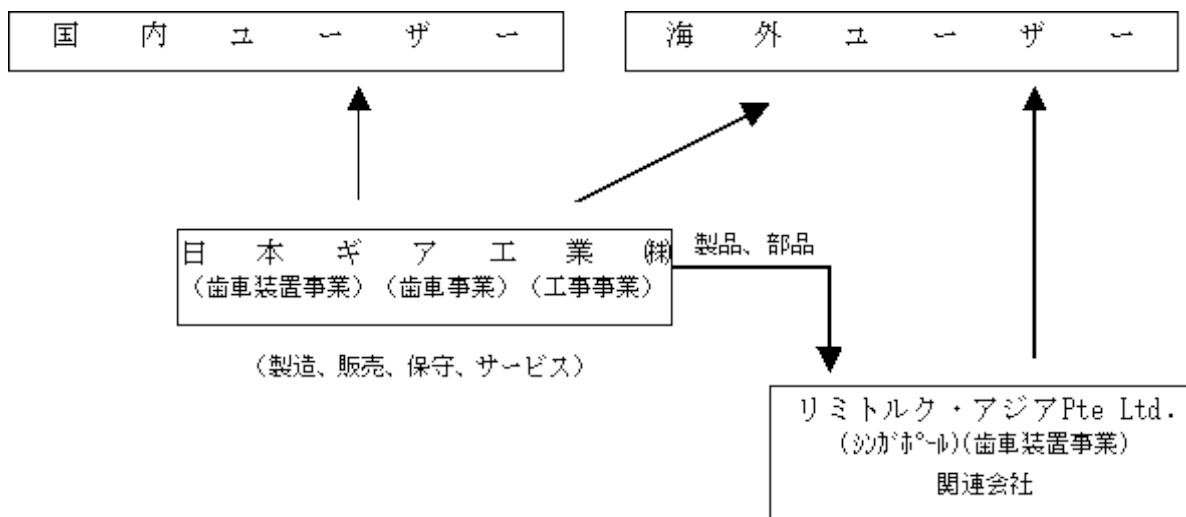 国内ユーザー
海外ユーザー
日本ギア工業㈱
(歯車装置事業)(歯車事業)(工事事業)
製品、部品
(製造、販売、保守、サービス)
リミトルク・アジアPte Ltd.
(ｼﾝｶﾞﾎﾟｰﾙ)(歯車装置事業)
関連会社